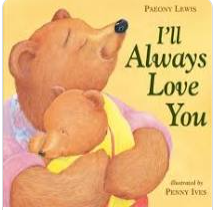 PAEONY LEWIS
I'll
Always
Love
You
illustrated by
PENNY IVES